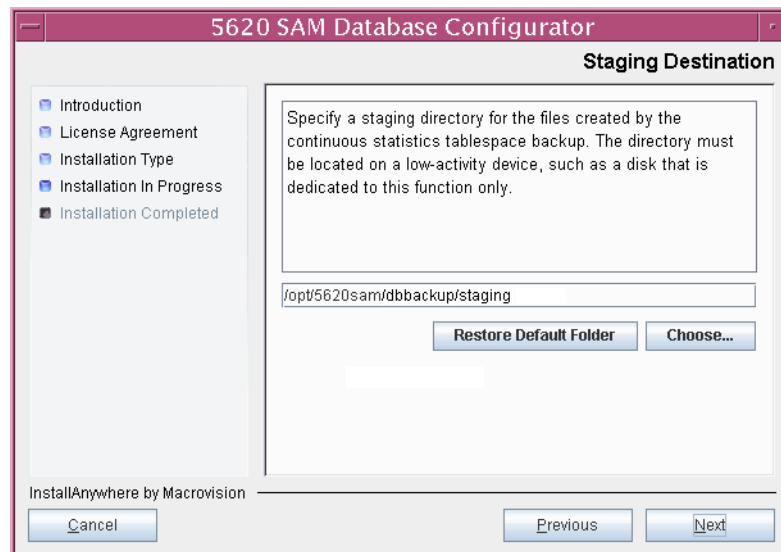 5620 SAM Database Configurator
Staging Destination
Introduction
License Agreement
Installation Type
Installation In Progress
Installation Completed
Specify a staging directory for the files created by the
continuous statistics tablespace backup. The directory must
be located on a low-activity device, such as a disk that is
dedicated to this function only.
/opt/5620sam/dbbackup/staging
Restore Default Folder
Choose...
InstallAnywhere by Macrovision
Cancel
Previous
Next